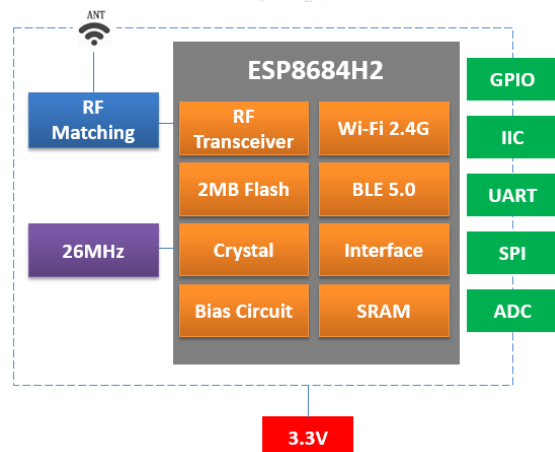 ANT
ESP8684H2
RF
Matching
RF
Transceiver
Wi-Fi 2.4G
2MB Flash
BLE 5.0
26MHz
Crystal
Interface
Bias Circuit
SRAM
GPIO
IIC
UART
SPI
ADC
3.3V